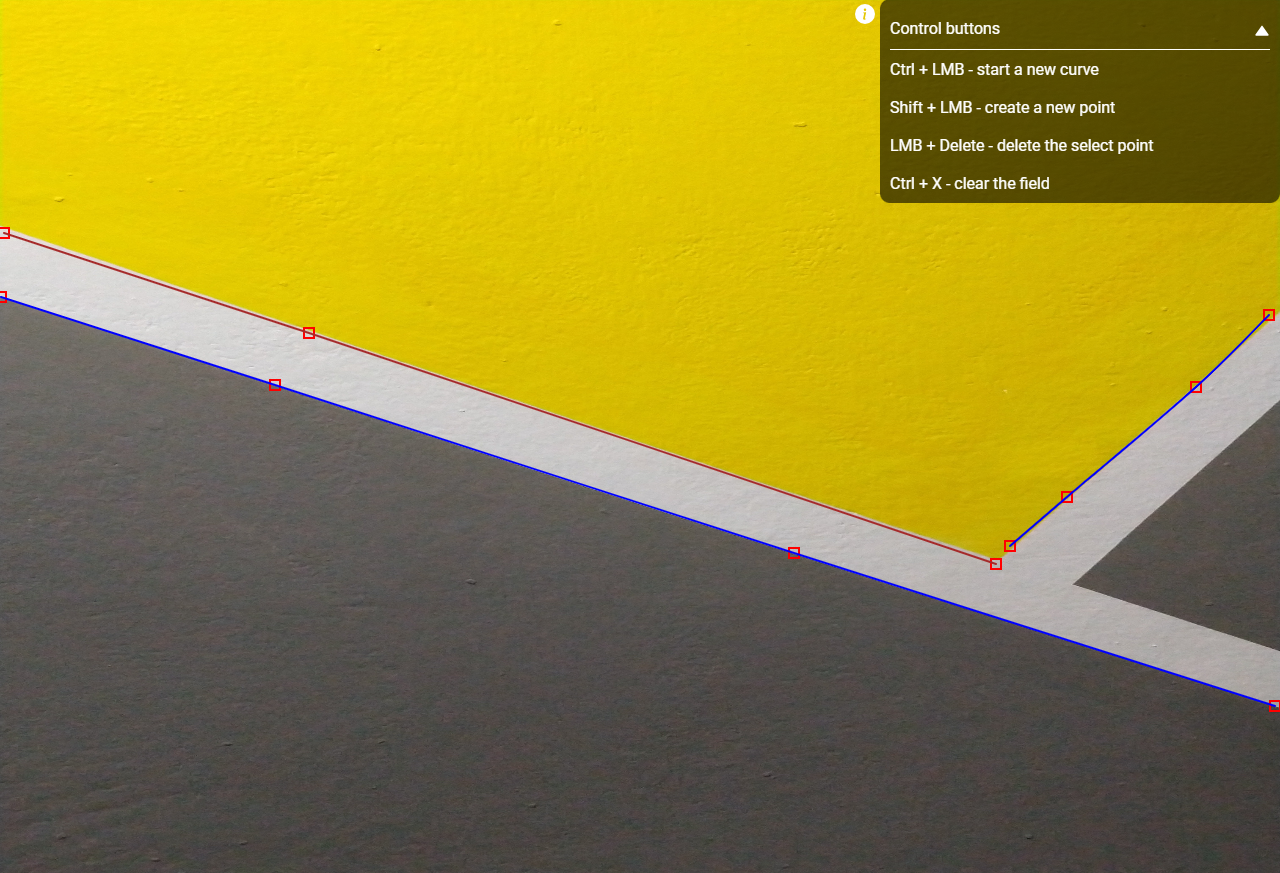 i
Control buttons
Ctrl + LMB - start a new curve
Shift + LMB - create a new point
LMB + Delete - delete the select point
Ctrl + X - clear the field